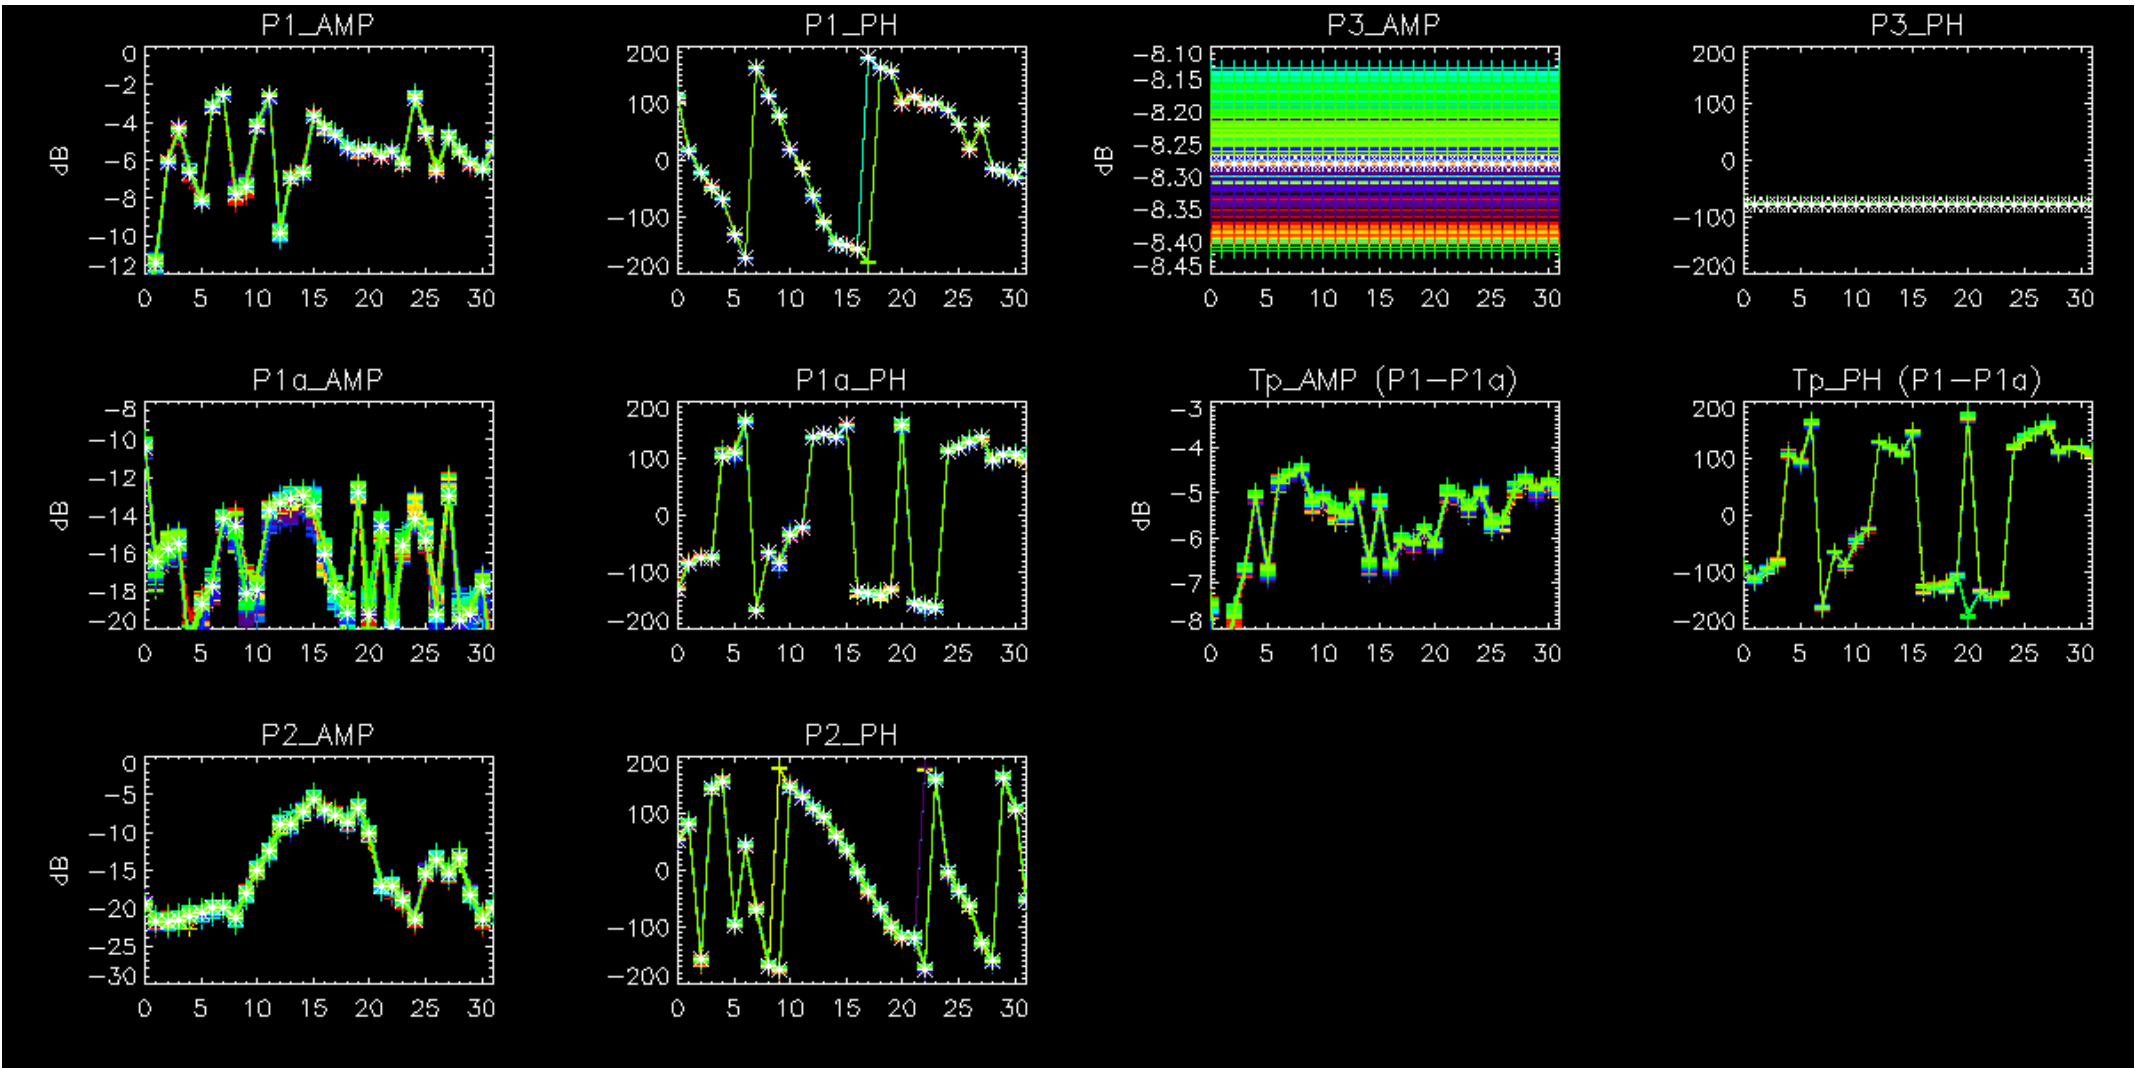 P1_AMP
dB
0
-2
-4
-6
-8
-10
-12
0 5 10 15 20 25 30
P1_PH
200
100
0
-100
-200
0 5 10 15 20 25 30
P3_AMP
dB
-8.10
-8.15
-8.20
-8.25
-8.30
-8.35
-8.40
-8.45
0 5 10 15 20 25 30
P3_PH
200
100
0
-100
-200
0 5 10 15 20 25 30
P1a_AMP
dB
-8
-10
-12
-14
-16
-18
-20
0 5 10 15 20 25 30
P1a_PH
200
100
0
-100
-200
0 5 10 15 20 25 30
Tp_AMP (P1-P1a)
dB
-3
-4
-5
-6
-7
-8
0 5 10 15 20 25 30
Tp_PH (P1-P1a)
200
100
0
-100
-200
0 5 10 15 20 25 30
P2_AMP
dB
0
-5
-10
-15
-20
-25
-30
0 5 10 15 20 25 30
P2_PH
200
100
0
-100
-200
0 5 10 15 20 25 30